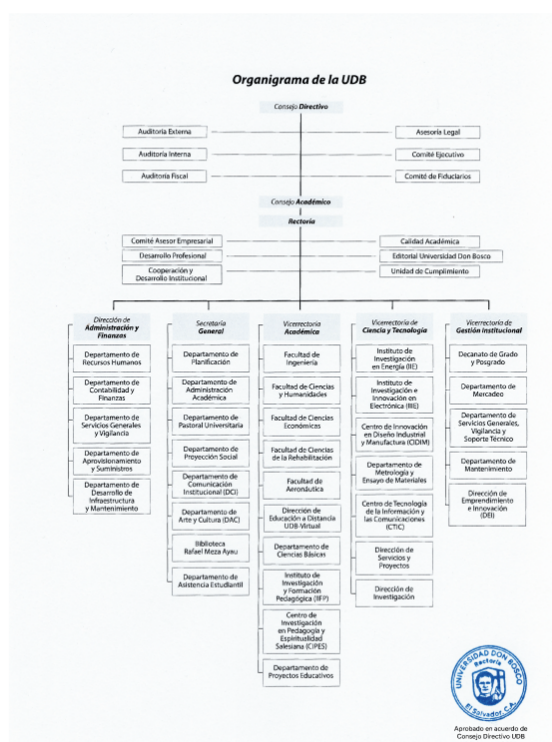 Organigrama de la UDB
Consejo Directivo
Auditoría Externa
Asesoría Legal
Auditoría Interna
Comité Ejecutivo
Auditoría Fiscal
Comité de Fiduciarios
Consejo Académico
Rectoría
Comité Asesor Empresarial
Calidad Académica
Desarrollo Profesional
Editorial Universidad Don Bosco
Cooperación y
Desarrollo Institucional
Unidad de Cumplimiento
Dirección de
Administración y
Finanzas
Departamento de
Recursos Humanos
Departamento de
Contabilidad y
Finanzas
Departamento de
Servicios Generales
y Vigilancia
Departamento de
Aprovisionamiento
y Suministros
Departamento de
Desarrollo de
Infraestructura
y Mantenimiento
Secretaría
General
Departamento de
Planificación
Departamento de
Administración
Académica
Departamento de
Pastoral Universitaria
Departamento de
Proyección Social
Departamento de
Comunicación
Institucional (DCI)
Departamento de
Arte y Cultura (DAC)
Biblioteca
Rafael Meza Ayau
Departamento de
Asistencia Estudiantil
Vicerrectoría
Académica
Facultad de
Ingeniería
Facultad de Ciencias
y Humanidades
Facultad de Ciencias
Económicas
Facultad de Ciencias
de la Rehabilitación
Facultad de
Aeronáutica
Dirección de
Educación a Distancia
UDB-Virtual
Departamento de
Ciencias Básicas
Instituto de
Investigación
y Formación
Pedagógica (IIFP)
Centro de
Investigación
en Pedagogía y
Espiritualidad
Salesiana (CIPES)
Departamento de
Proyectos Educativos
Vicerrectoría de
Ciencia y Tecnología
Instituto de
Investigación
en Energía (IIE)
Instituto de
Investigación e
Innovación en
Electrónica (IIIE)
Centro de Innovación
en Diseño Industrial
y Manufactura (CIDIM)
Departamento de
Metrología y
Ensayo de Materiales
Centro de Tecnología
de la Información y
las Comunicaciones
(CTIC)
Dirección de
Servicios y
Proyectos
Dirección de
Investigación
Vicerrectoría de
Gestión Institucional
Decanato de Grado
y Posgrado
Departamento de
Mercadeo
Departamento de
Servicios Generales,
Vigilancia y
Soporte Técnico
Departamento de
Mantenimiento
Dirección de
Emprendimiento
e Innovación
(DEI)
UNIVERSIDAD DON BOSCO
Rectoría
El Salvador, C.A.
Aprobado en acuerdo de
Consejo Directivo UDB